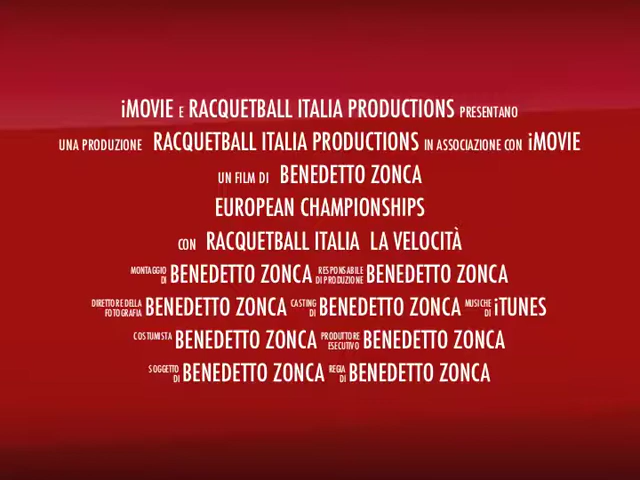 iMOVIE E RACQUETBALL ITALIA PRODUCTIONS PRESENTANO
UNA PRODUZIONE RACQUETBALL ITALIA PRODUCTIONS IN ASSOCIAZIONE CON iMOVIE
UN FILM DI BENEDETTO ZONCA
EUROPEAN CHAMPIONSHIPS
CON RACQUETBALL ITALIA LA VELOCITÀ
MONTAGGIO DI BENEDETTO ZONCA RESPONSABILE DI PRODUZIONE BENEDETTO ZONCA
DIRETTORE DELLA FOTOGRAFIA BENEDETTO ZONCA CASTING DI BENEDETTO ZONCA MUSICHE DI iTUNES
COSTUMISTA BENEDETTO ZONCA PRODUTTORE ESECUTIVO BENEDETTO ZONCA
SOGGETTO DI BENEDETTO ZONCA REGIA DI BENEDETTO ZONCA